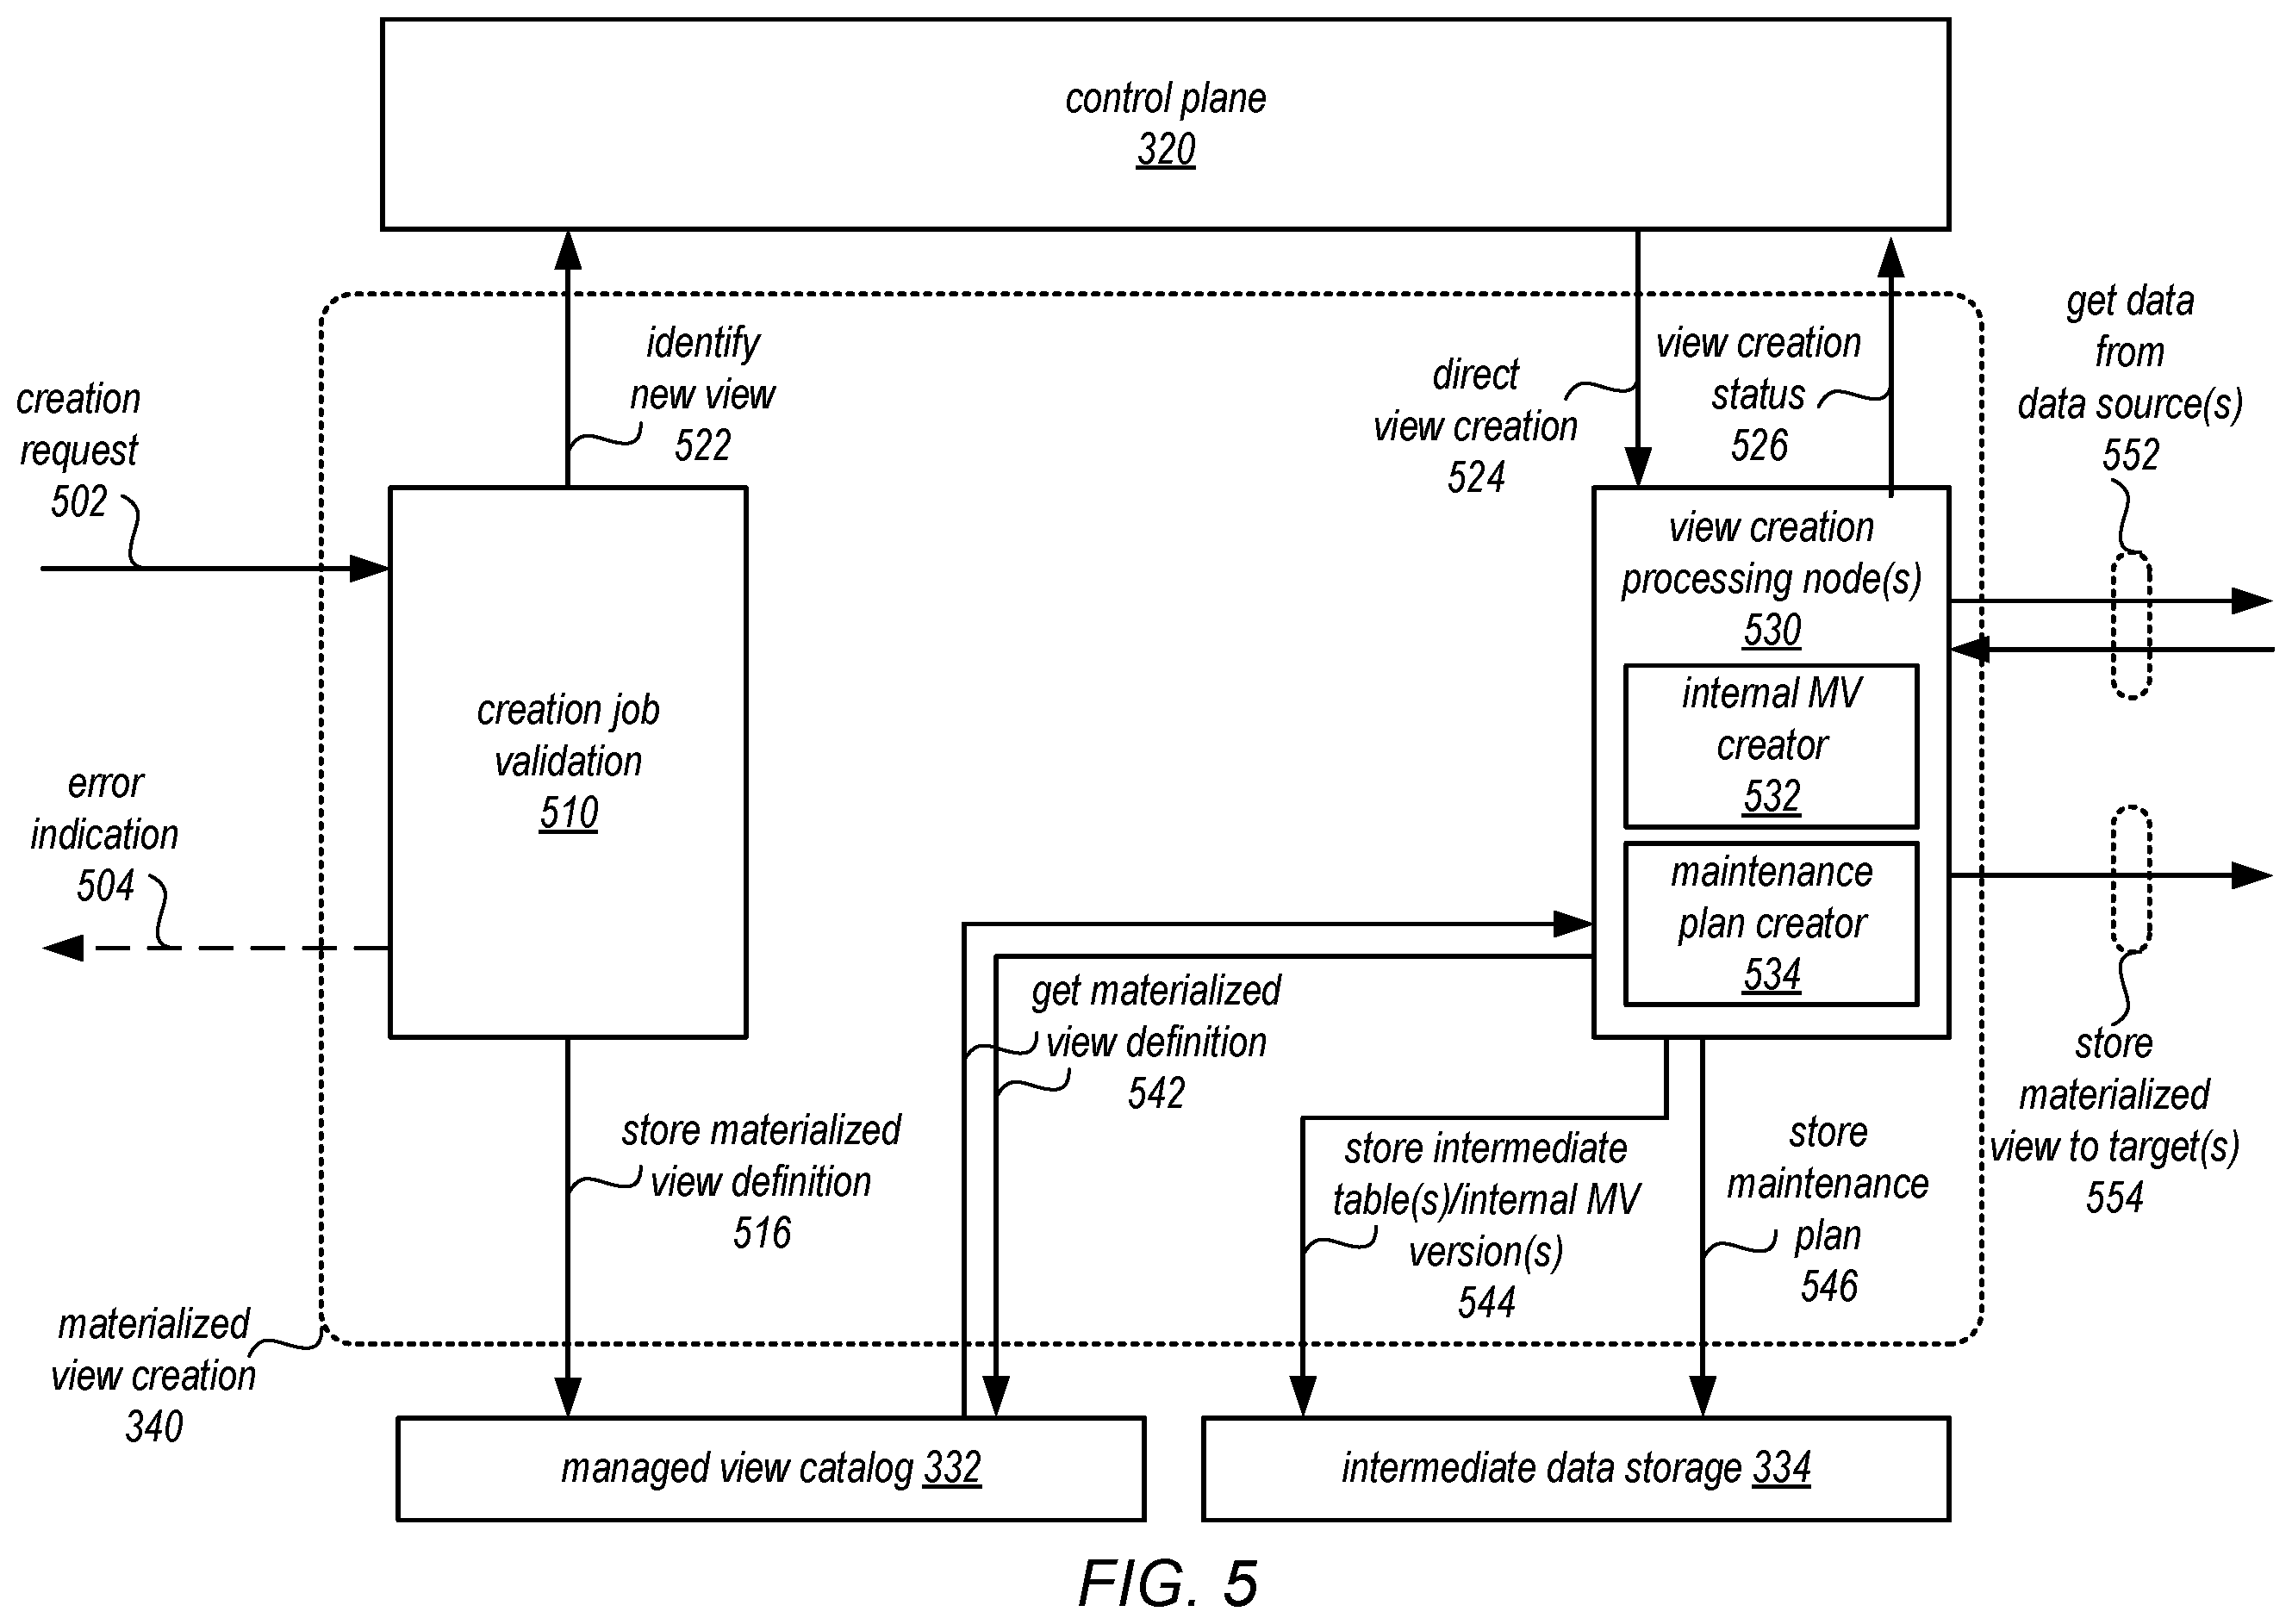 control plane
320
identify
new view
522
direct
view creation
524
view creation
status
526
get data
from
data source(s)
552
creation
request
502
error
indication
504
creation job
validation
510
view creation
processing node(s)
530
internal MV
creator
532
maintenance
plan creator
534
get materialized
view definition
542
store materialized
view definition
516
store intermediate
table(s)/internal MV
version(s)
544
store
maintenance
plan
546
store
materialized
view to target(s)
554
materialized
view creation
340
managed view catalog 332
intermediate data storage 334
FIG. 5